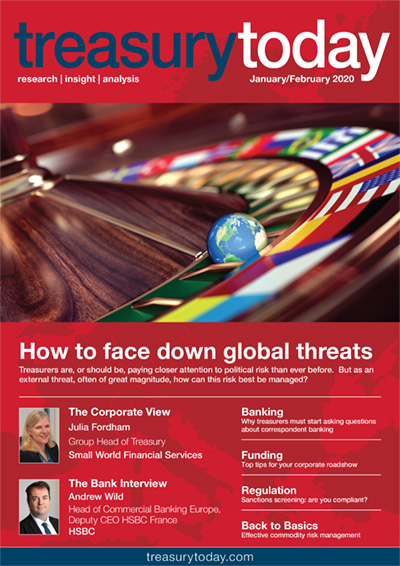 treasurytoday
research | insight | analysis
January/February 2020
How to face down global threats
Treasurers are, or should be, paying closer attention to political risk than ever before.  But as an
external threat, often of great magnitude, how can this risk best be managed?
The Corporate View
Julia Fordham
Group Head of Treasury
Small World Financial Services
The Bank Interview
Andrew Wild
Head of Commercial Banking Europe,
Deputy CEO HSBC France
HSBC
Banking
Why treasurers must start asking questions
about correspondent banking
Funding
Top tips for your corporate roadshow
Regulation
Sanctions screening: are you compliant?
Back to Basics
Effective commodity risk management
treasurytoday.com